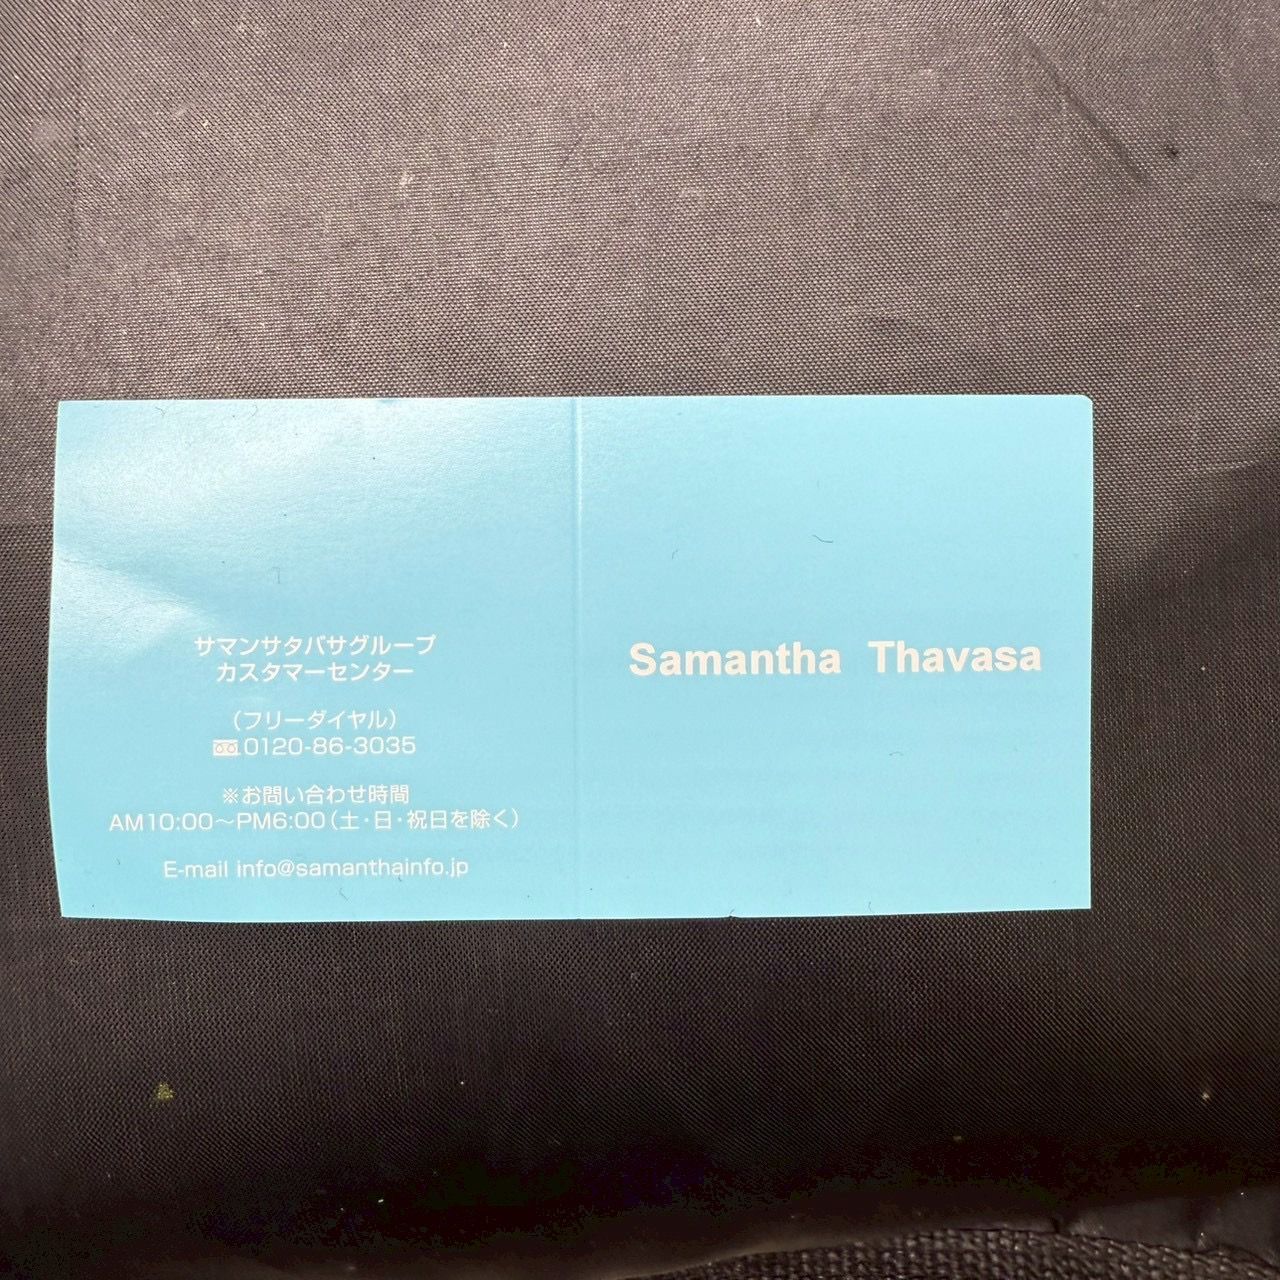 サマンサタバサグループ
カスタマーセンター
（フリーダイヤル）
0120-86-3035
※お問い合わせ時間
AM10:00～PM6:00（土・日・祝日を除く）
E-mail info@samanthainfo.jp
Samantha Thavasa